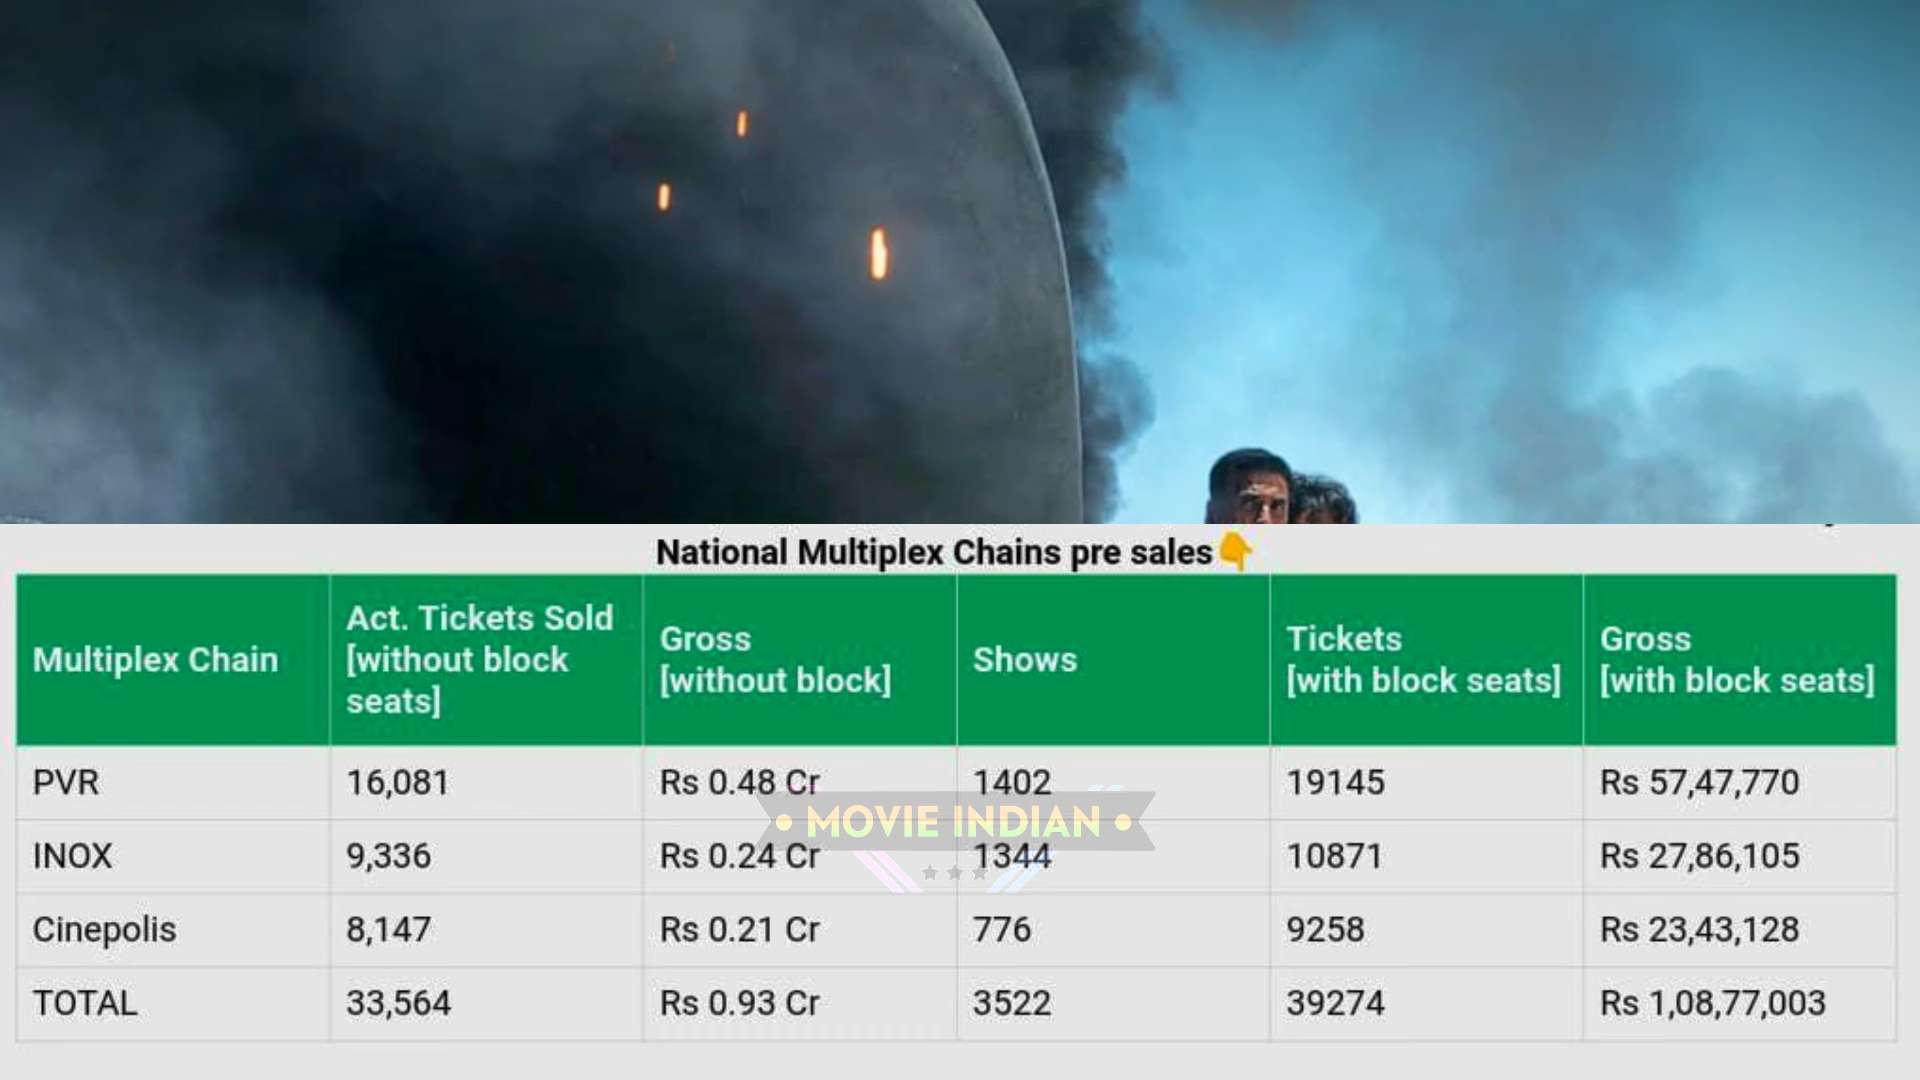 National Multiplex Chains pre sales👇
Multiplex Chain
Act. Tickets Sold
[without block
seats]
Gross
[without block]
Shows
Tickets
[with block seats]
Gross
[with block seats]
PVR 16,081 Rs 0.48 Cr 1402 19145 Rs 57,47,770
INOX 9,336 Rs 0.24 Cr 1344 10871 Rs 27,86,105
Cinepolis 8,147 Rs 0.21 Cr 776 9258 Rs 23,43,128
TOTAL 33,564 Rs 0.93 Cr 3522 39274 Rs 1,08,77,003
• MOVIE INDIAN •